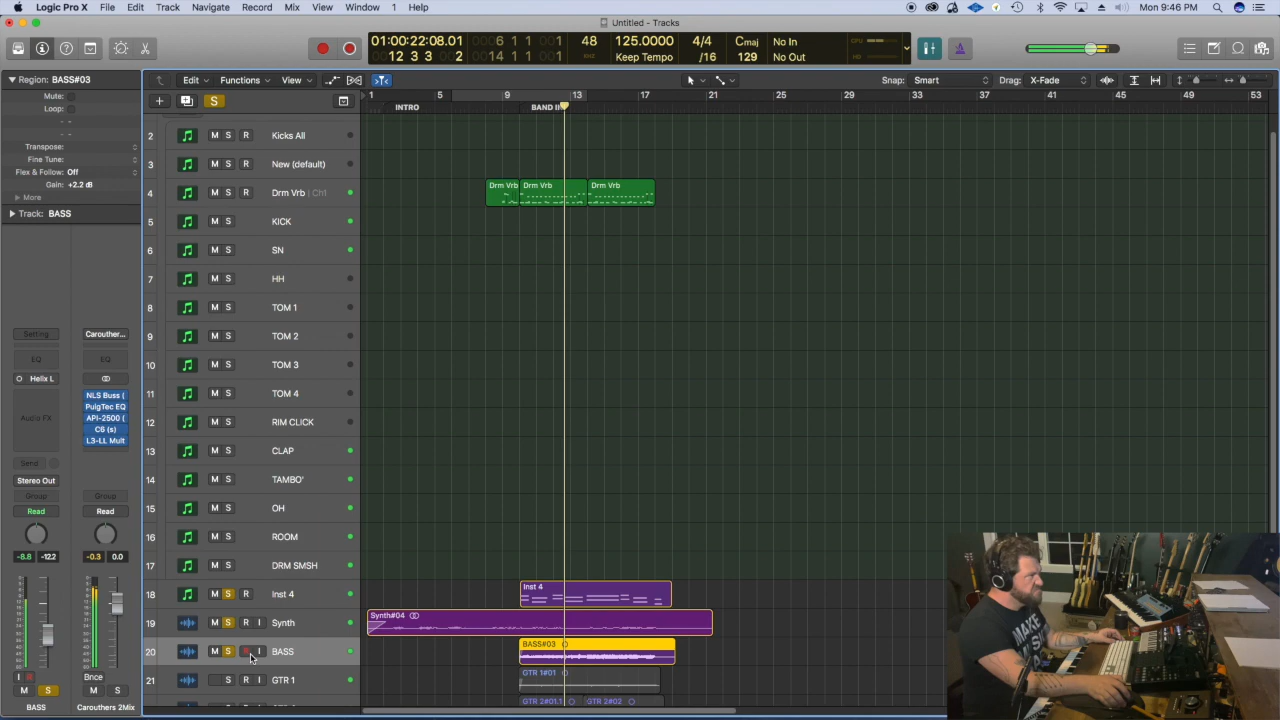 Logic Pro X File Edit Track Navigate Record Mix View Window 1 Help
Mon 9:46 PM
Untitled - Tracks
01:00:22:08.01
12 3 3 2
6 1 1 1
14 1 1 1
48
125.0000
Keep Tempo
4/4
/16
Cmaj
129
No In
No Out
CPU
Region: BASS#03
Mute:
Loop:
Transpose:
Fine Tune:
Flex & Follow: Off
Gain: +2.2 dB
More
Track: BASS
Edit Functions View
Snap: Smart
Drag: X-Fade
1 5 9 13 17 21 25 29 33 37 41 45 49 53
S
INTRO
2 M S R Kicks All
3 M S R New (default)
4 M S R Drm Vrb | Ch1
Drm Vrb Drm Vrb Drm Vrb
5 M S KICK
6 M S SN
7 M S HH
8 M S TOM 1
9 M S TOM 2
10 M S TOM 3
11 M S TOM 4
12 M S RIM CLICK
13 M S CLAP
14 M S TAMBO'
15 M S OH
16 M S ROOM
17 M S DRM SMSH
18 M S R Inst 4
Inst 4
19 M S R I Synth
Synth#04
20 M S I BASS
BASS#03
21 S R I GTR 1
GTR 1#01
GTR 2#01.1 GTR 2#02
Setting Carouther...
EQ EQ
Helix L
Audio FX
NLS Buss (
PuigTec EQ
API-2500 (
C6 (s)
L3-LL Mult
Send
Stereo Out
Group Group
Read Read
-8.8 -12.2 -0.3 0.0
I R Bnce
M S M S
BASS Carouthers 2Mix
MAKE